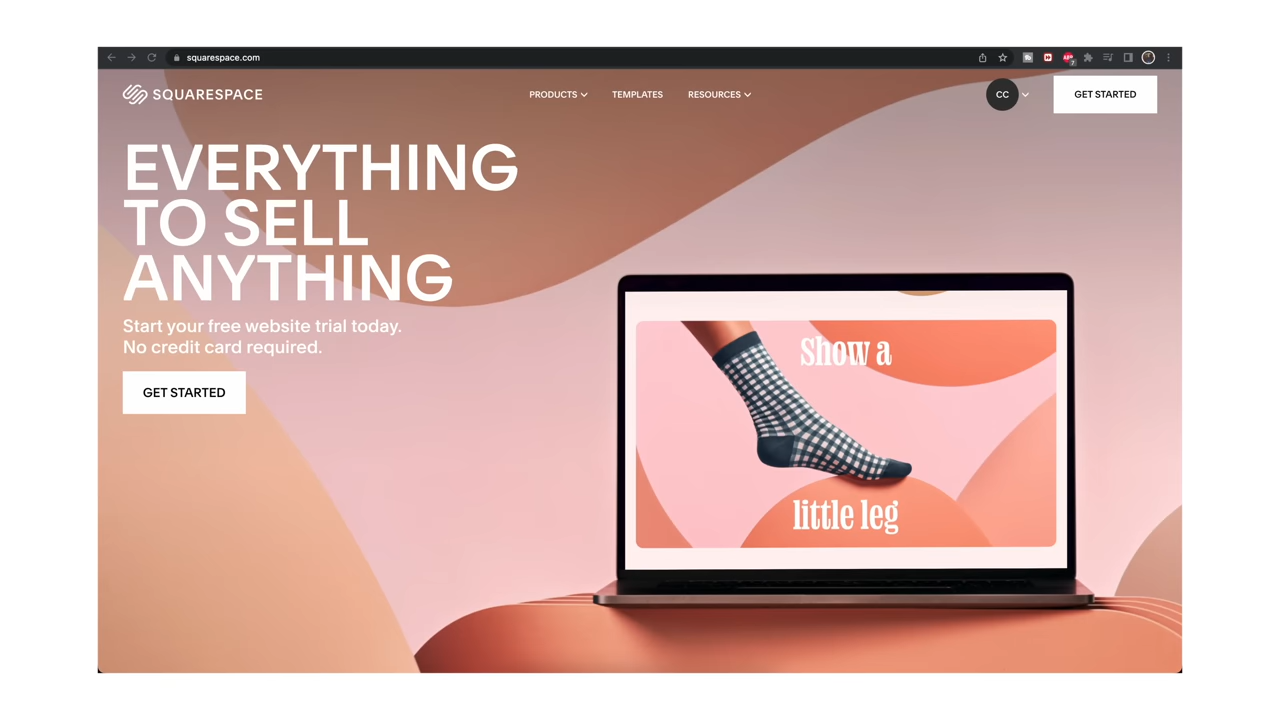 squarespace.com
SQUARESPACE
PRODUCTS
TEMPLATES
RESOURCES
CC
GET STARTED
EVERYTHING
TO SELL
ANYTHING
Start your free website trial today.
No credit card required.
GET STARTED
Show a
little leg